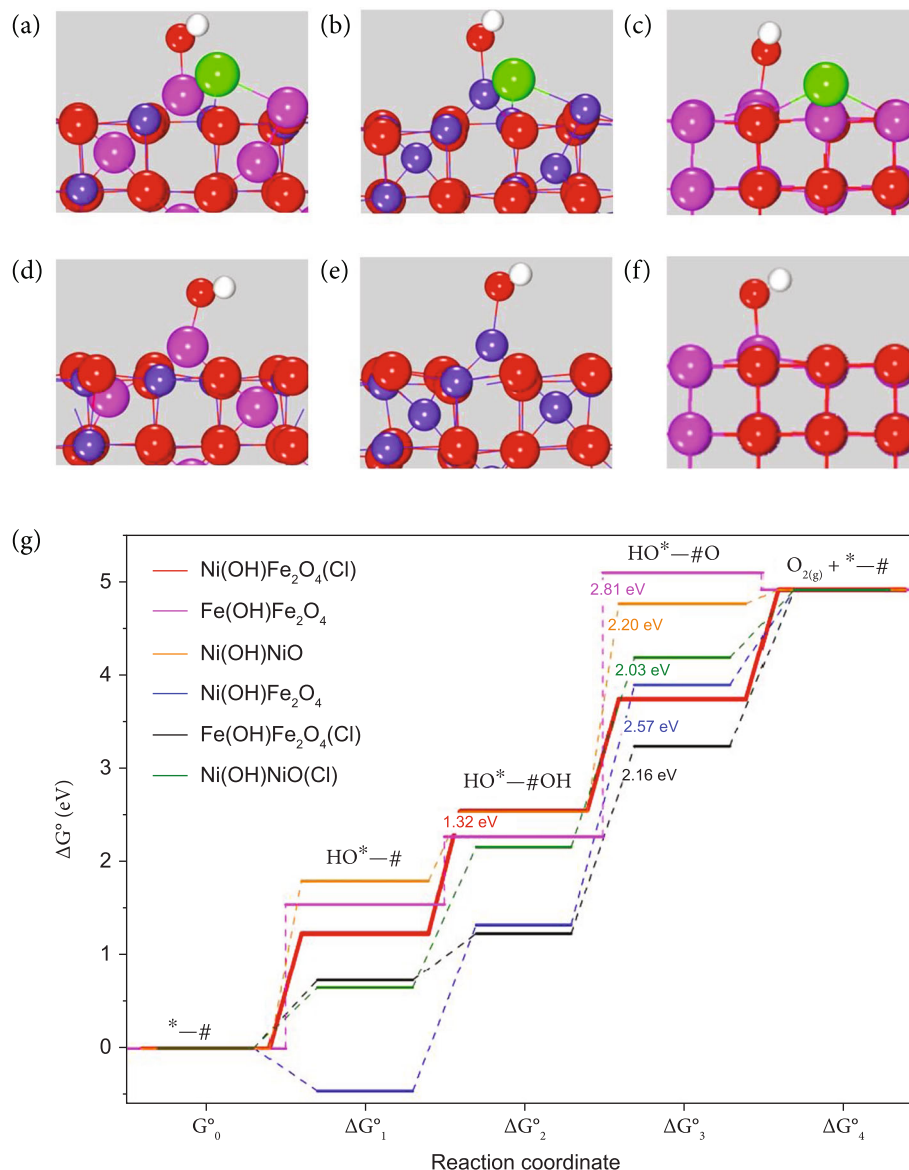 (a)
(b)
(c)
(d)
(e)
(f)
(g)
Ni(OH)Fe₂O₄(Cl)
Fe(OH)Fe₂O₄
Ni(OH)NiO
Ni(OH)Fe₂O₄
Fe(OH)Fe₂O₄(Cl)
Ni(OH)NiO(Cl)
HO*—#O
O₂₍g₎ + *—#
2.81 eV
2.20 eV
2.03 eV
2.57 eV
2.16 eV
HO*—#OH
1.32 eV
HO*—#
*—#
5
4
3
2
1
0
ΔG° (eV)
G°₀
ΔG°₁
ΔG°₂
ΔG°₃
ΔG°₄
Reaction coordinate